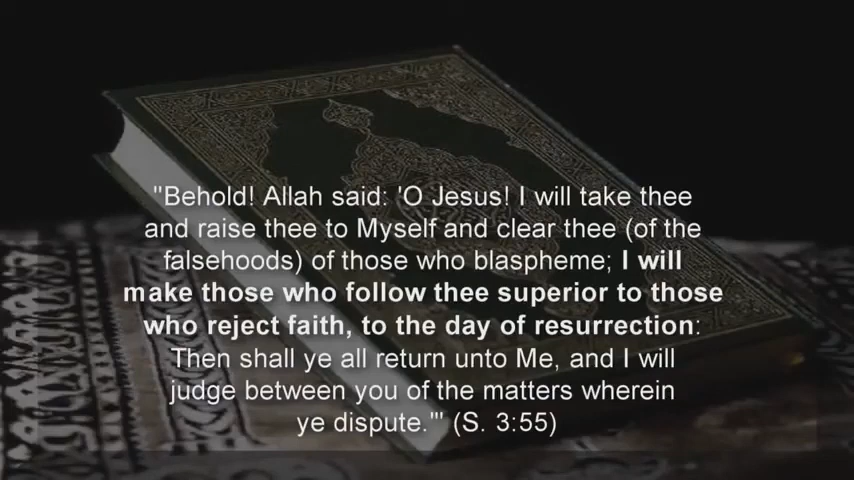 "Behold! Allah said: 'O Jesus! I will take thee
and raise thee to Myself and clear thee (of the
falsehoods) of those who blaspheme; I will
make those who follow thee superior to those
who reject faith, to the day of resurrection:
Then shall ye all return unto Me, and I will
judge between you of the matters wherein
ye dispute.'" (S. 3:55)